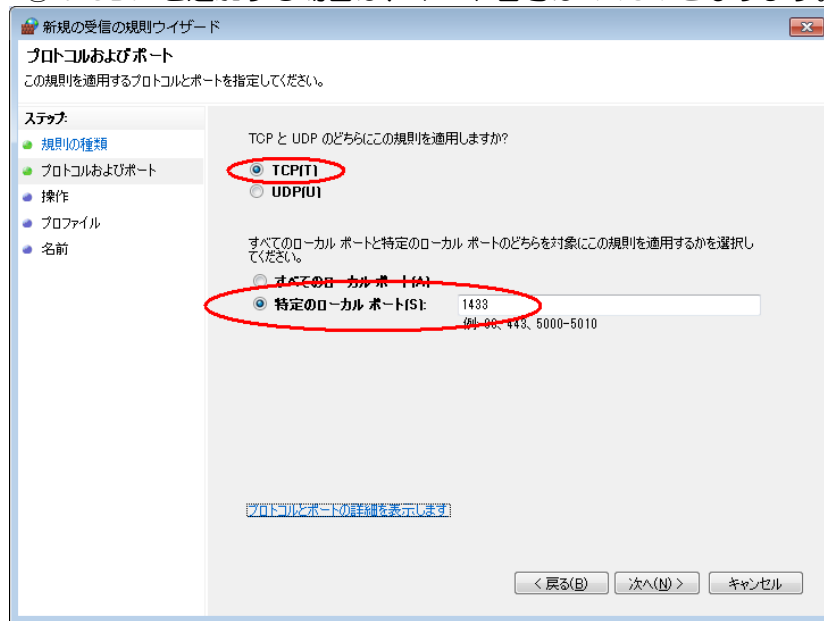 新規の受信の規則ウィザード
プロトコルおよびポート
この規則を適用するプロトコルとポートを指定してください。
ステップ:
規則の種類
プロトコルおよびポート
操作
プロファイル
名前
TCP と UDP のどちらにこの規則を適用しますか?
TCP(T)
UDP(U)
すべてのローカル ポートと特定のローカル ポートのどちらを対象にこの規則を適用するかを選択し
てください。
すべてのローカル ポート(A)
特定のローカル ポート(S):
1433
例: 80、443、5000-5010
プロトコルとポートの詳細を表示します
< 戻る(B)
次へ(N) >
キャンセル